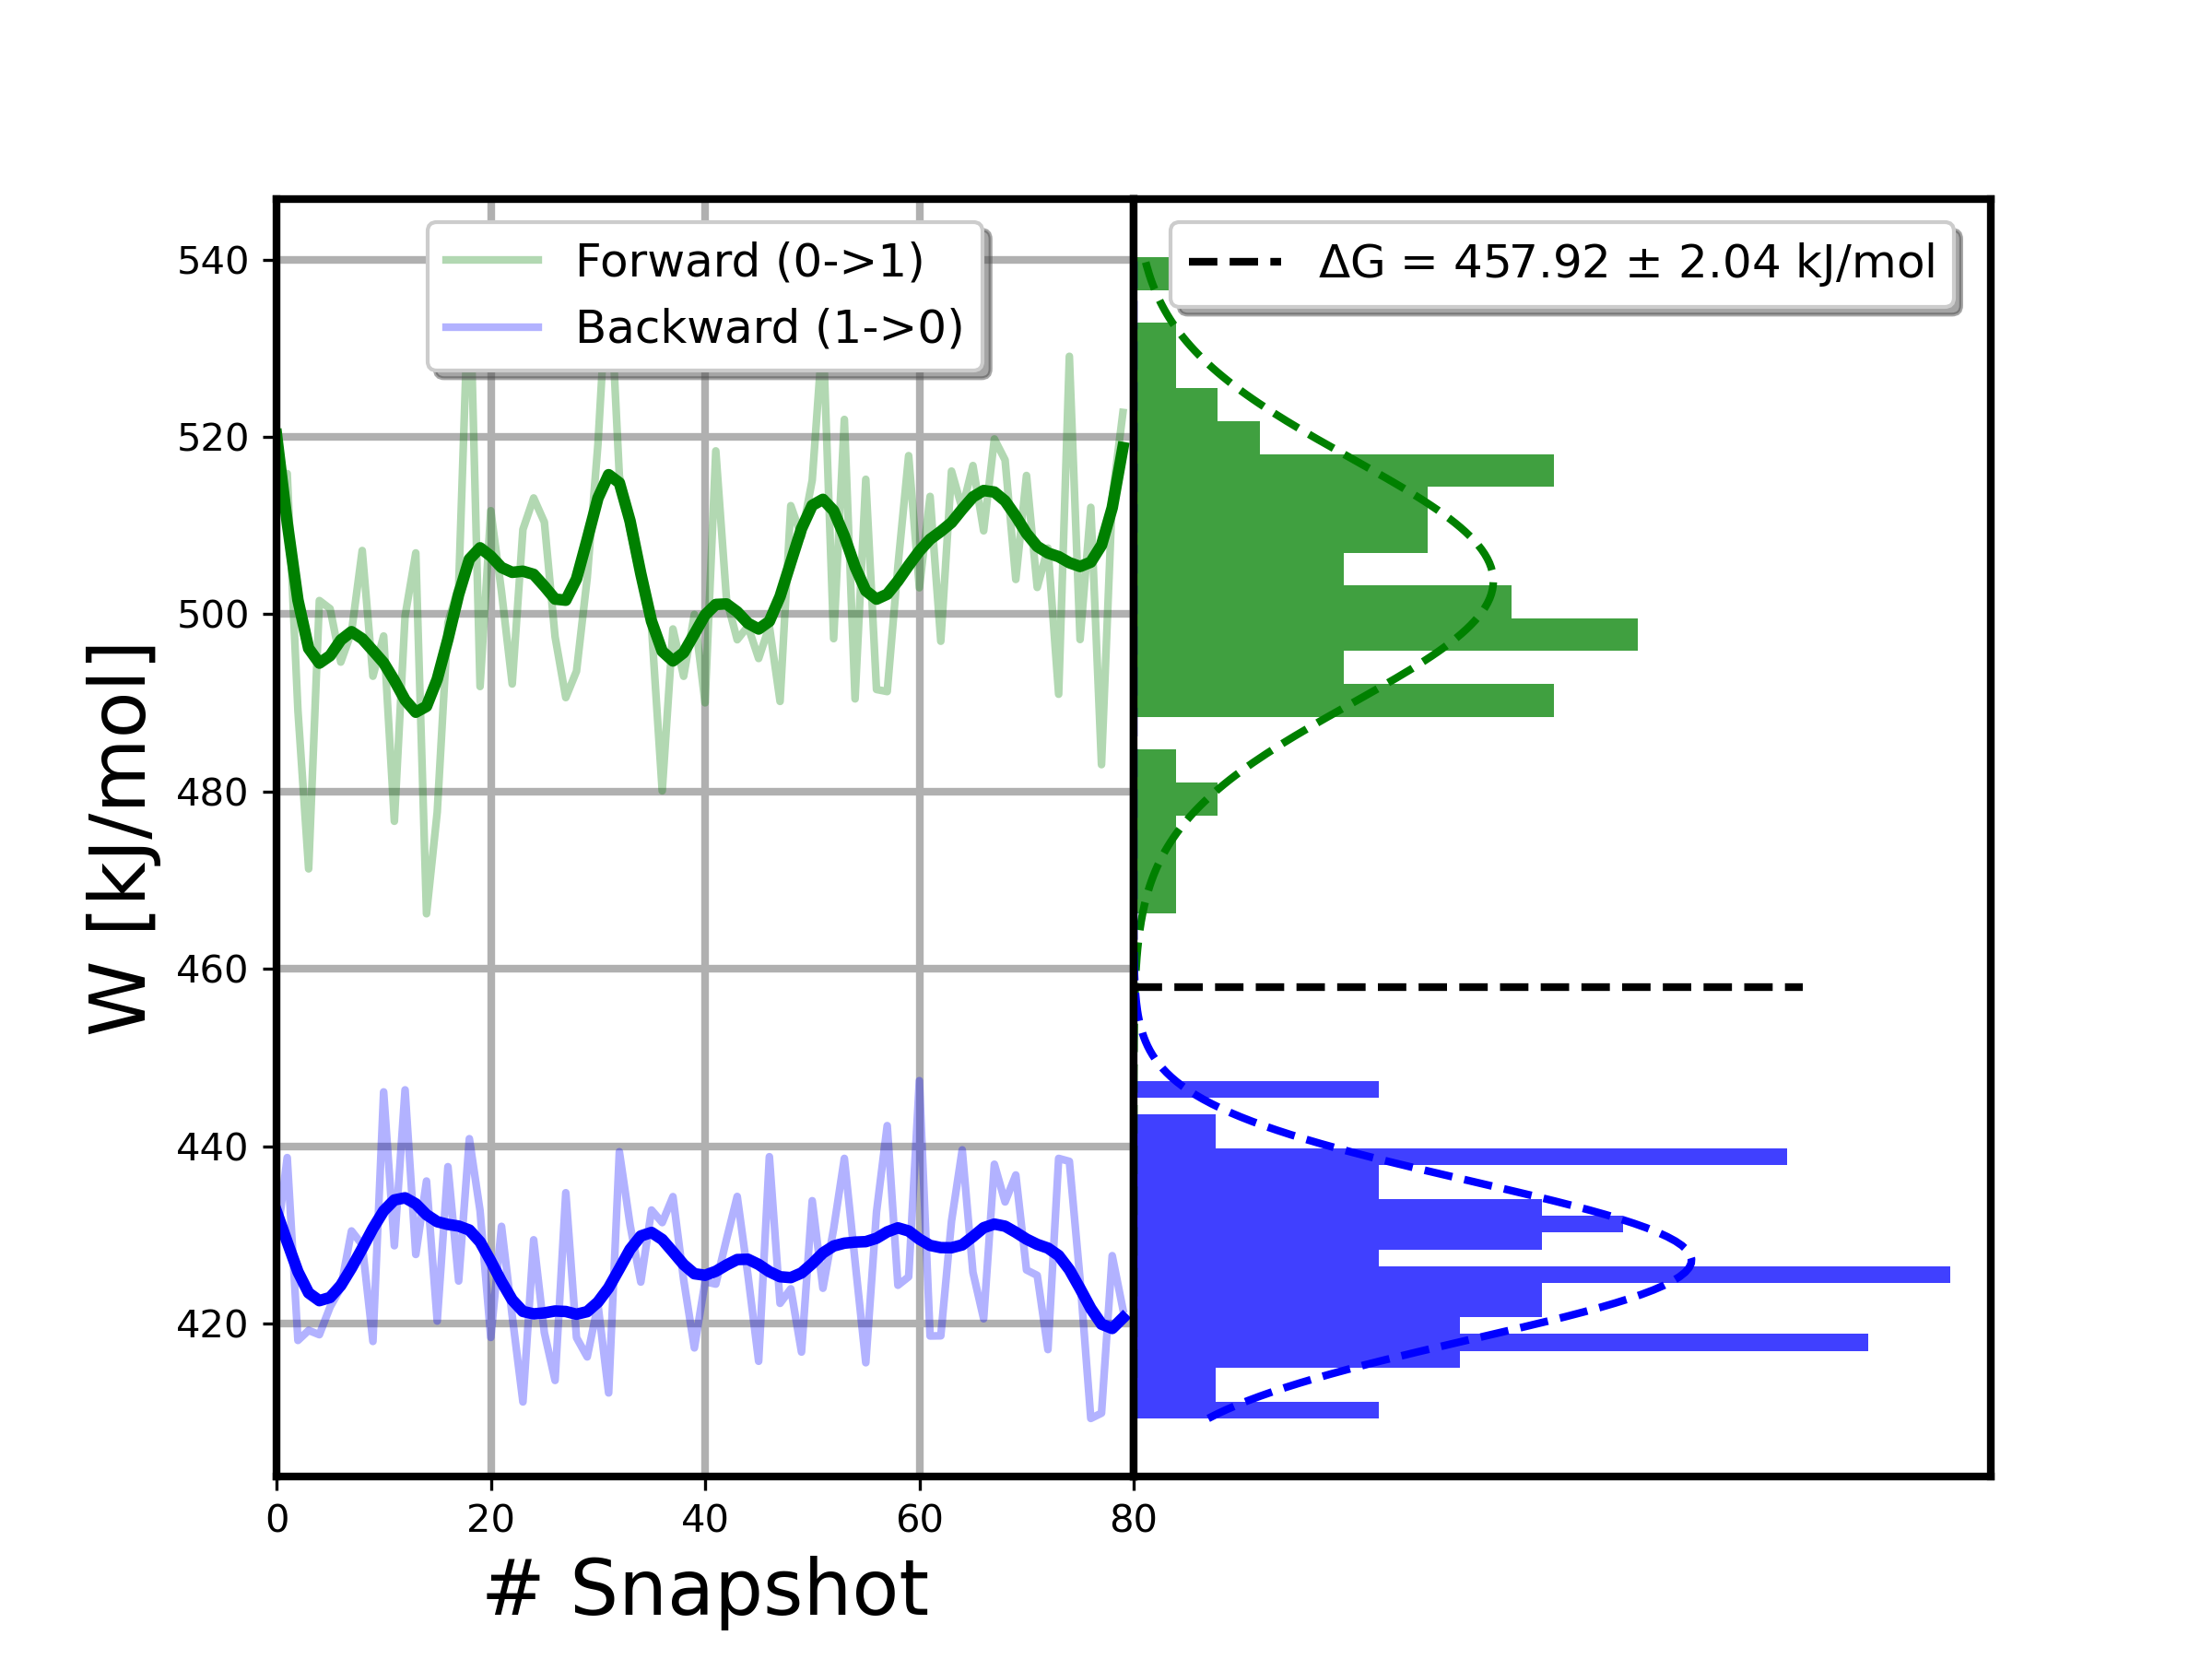 Forward (0->1)
Backward (1->0)
ΔG = 457.92 ± 2.04 kJ/mol
W [kJ/mol]
540
520
500
480
460
440
420
0 20 40 60 80
# Snapshot